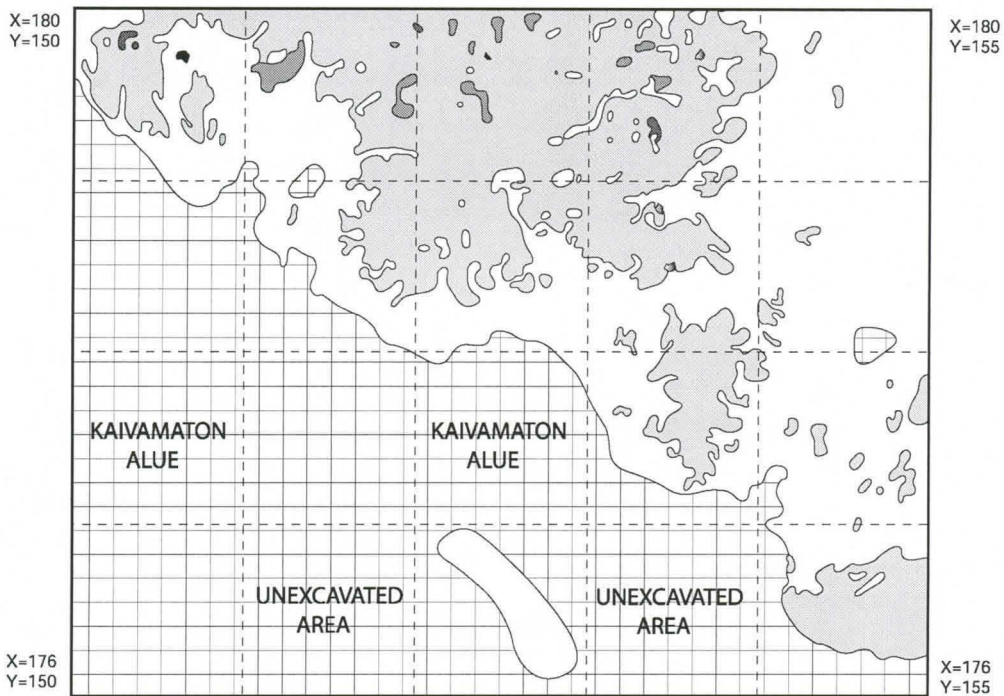 X=180
Y=150
X=180
Y=155
KAIVAMATON
ALUE
KAIVAMATON
ALUE
UNEXCAVATED
AREA
UNEXCAVATED
AREA
X=176
Y=150
X=176
Y=155